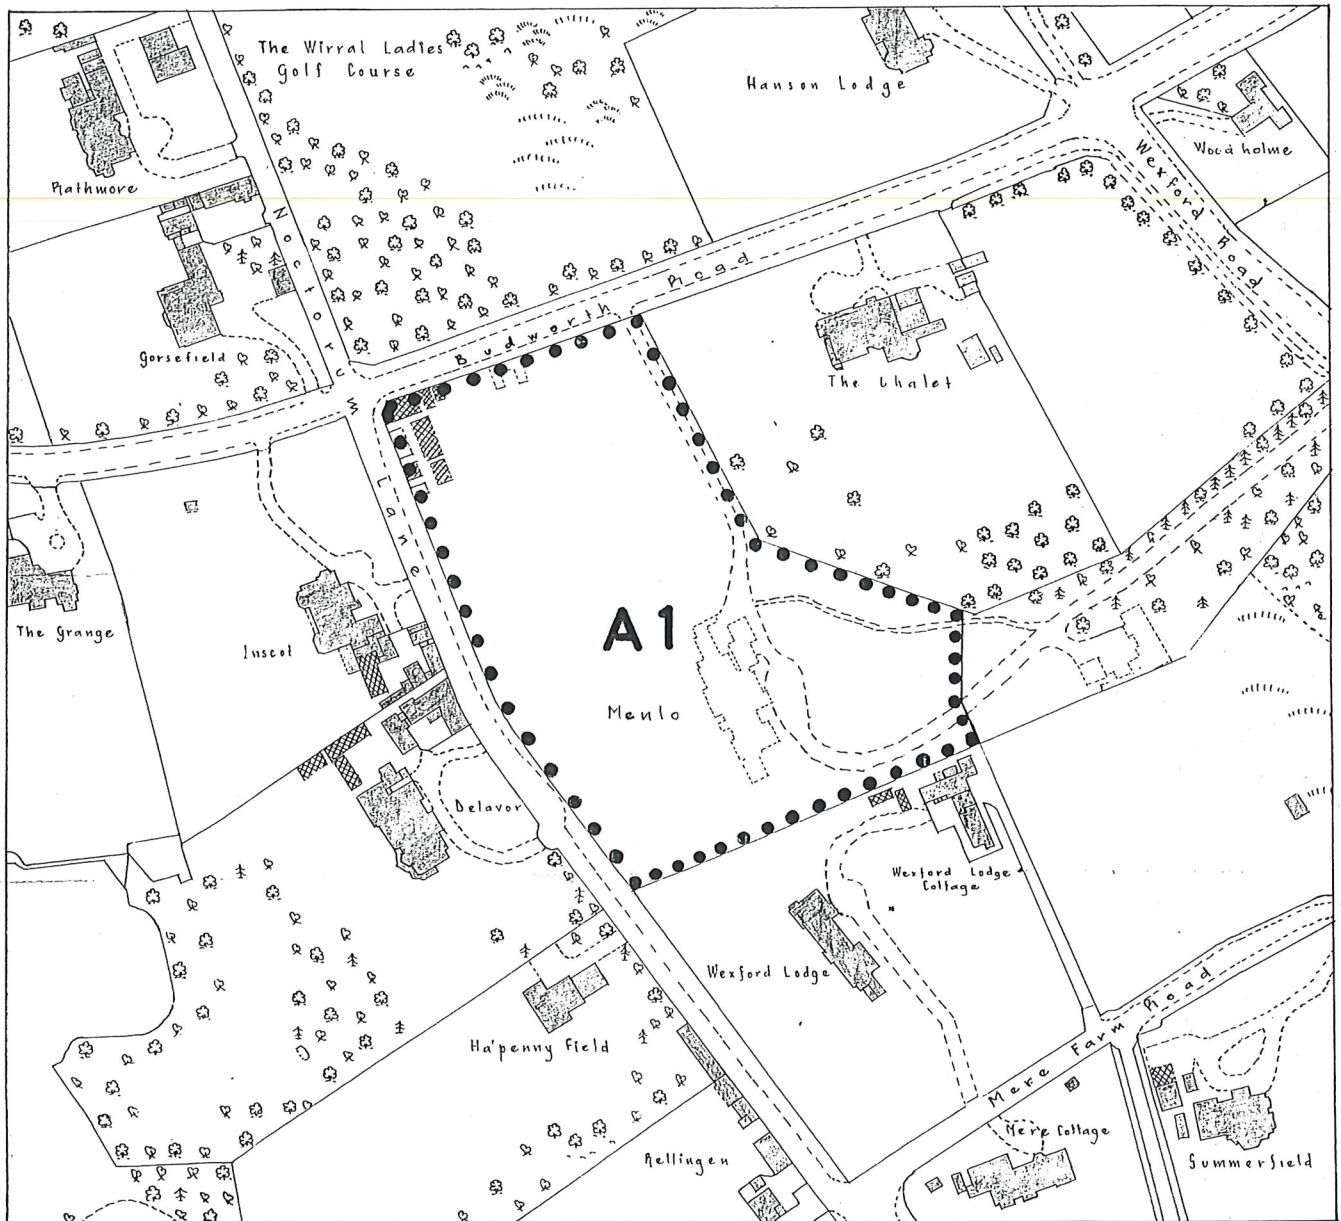 The Wirral Ladies
Golf Course
Hanson Lodge
Wood holme
Rathmore
Wexford Road
Noctorum Lane
Budworth Road
Gorsefield
The Chalet
The Grange
Inscot
A1
Menlo
Delavor
Wexford Lodge
Cottage
Wexford Lodge
Ha'penny Field
Mere Farm Road
Mere Cottage
Rellingen
Summerfield